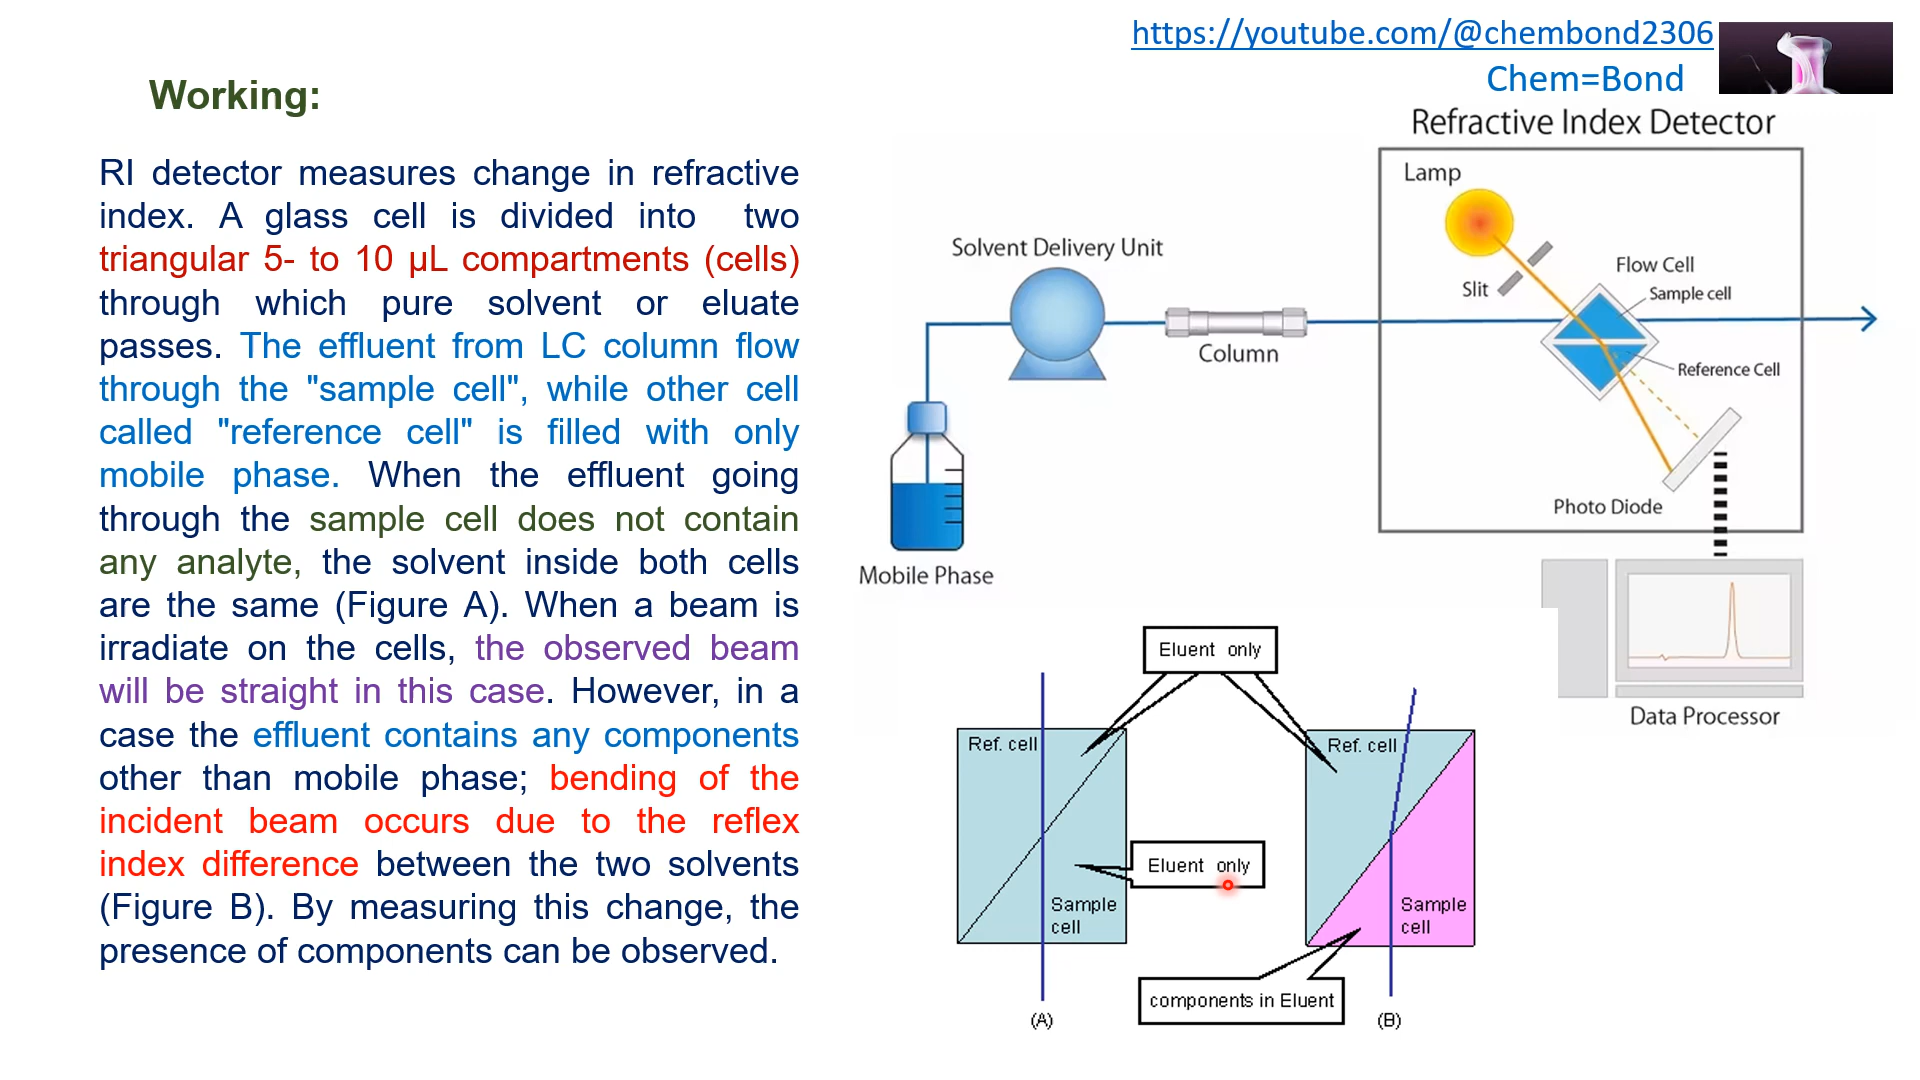 https://youtube.com/@chembond2306
Chem=Bond
Working:
RI detector measures change in refractive
index. A glass cell is divided into two
triangular 5- to 10 µL compartments (cells)
through which pure solvent or eluate
passes. The effluent from LC column flow
through the "sample cell", while other cell
called "reference cell" is filled with only
mobile phase. When the effluent going
through the sample cell does not contain
any analyte, the solvent inside both cells
are the same (Figure A). When a beam is
irradiate on the cells, the observed beam
will be straight in this case. However, in a
case the effluent contains any components
other than mobile phase; bending of the
incident beam occurs due to the reflex
index difference between the two solvents
(Figure B). By measuring this change, the
presence of components can be observed.
Refractive Index Detector
Lamp
Solvent Delivery Unit
Flow Cell
Slit
Sample cell
Column
Reference Cell
Photo Diode
Mobile Phase
Data Processor
Eluent only
Ref. cell
Ref. cell
Eluent only
Sample
cell
Sample
cell
components in Eluent
(A)
(B)